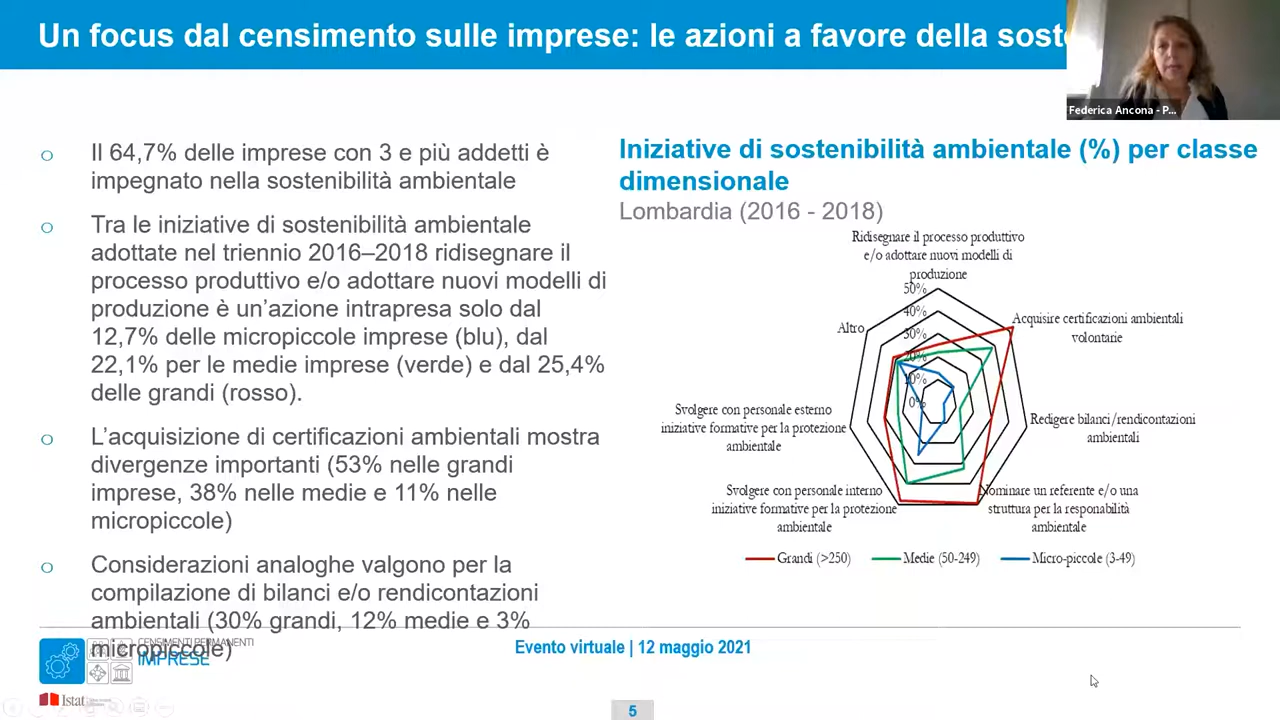 Un focus dal censimento sulle imprese: le azioni a favore della soste
Federica Ancona - P...
Il 64,7% delle imprese con 3 e più addetti è
impegnato nella sostenibilità ambientale
Tra le iniziative di sostenibilità ambientale
adottate nel triennio 2016–2018 ridisegnare il
processo produttivo e/o adottare nuovi modelli di
produzione è un’azione intrapresa solo dal
12,7% delle micropiccole imprese (blu), dal
22,1% per le medie imprese (verde) e dal 25,4%
delle grandi (rosso).
L’acquisizione di certificazioni ambientali mostra
divergenze importanti (53% nelle grandi
imprese, 38% nelle medie e 11% nelle
micropiccole)
Considerazioni analoghe valgono per la
compilazione di bilanci e/o rendicontazioni
ambientali (30% grandi, 12% medie e 3%
micropiccole)
Iniziative di sostenibilità ambientale (%) per classe
dimensionale
Lombardia (2016 - 2018)
Ridisegnare il processo produttivo
e/o adottare nuovi modelli di
produzione
50%
40%
30%
20%
10%
0%
Acquisire certificazioni ambientali
volontarie
Redigere bilanci/rendicontazioni
ambientali
Nominare un referente e/o una
struttura per la responabilità
ambientale
Svolgere con personale interno
iniziative formative per la protezione
ambientale
Svolgere con personale esterno
iniziative formative per la protezione
ambientale
Altro
Grandi (>250)
Medie (50-249)
Micro-piccole (3-49)
CENSIMENTI PERMANENTI
IMPRESE
Istat
Evento virtuale | 12 maggio 2021
5